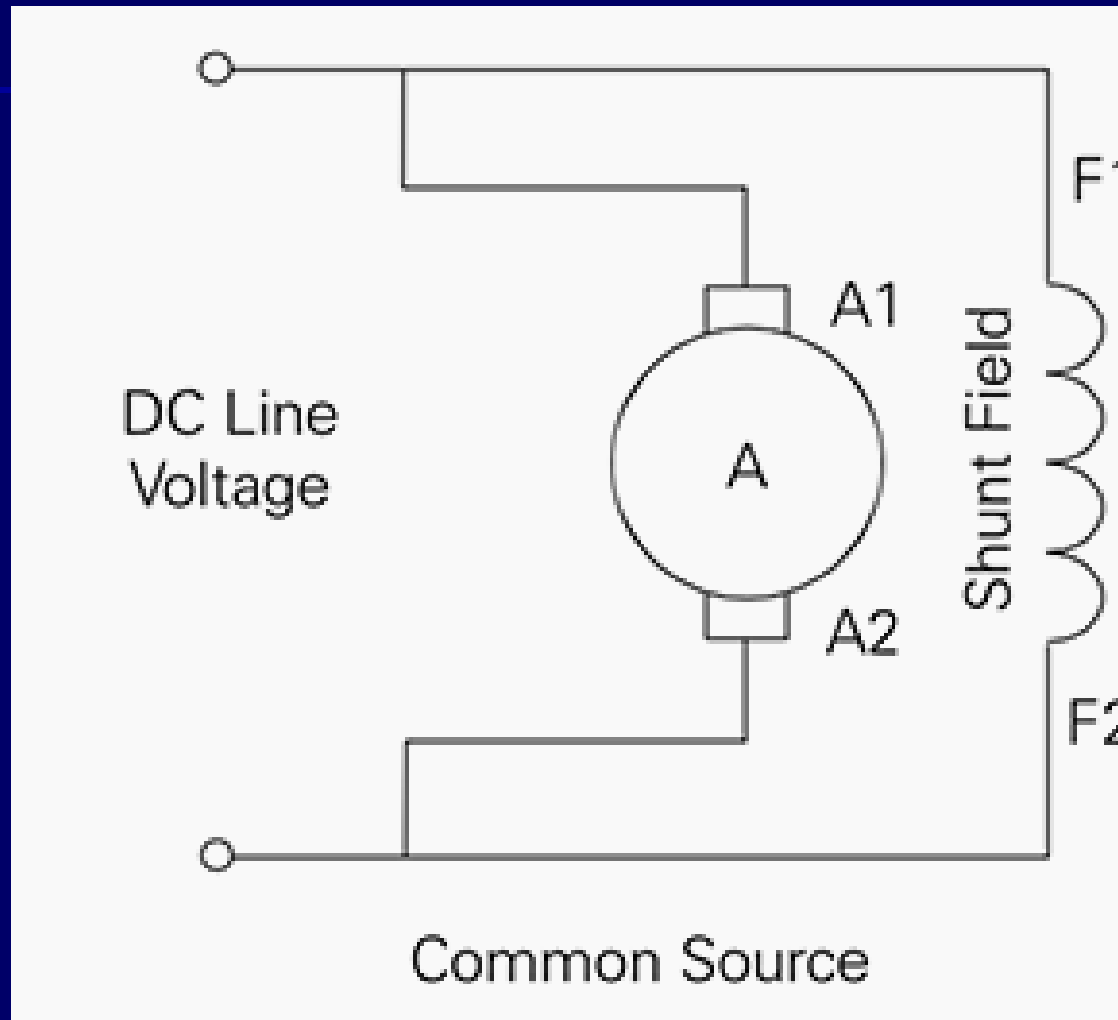 F1
A1
Shunt Field
DC Line
Voltage
A
A2
F2
Common Source